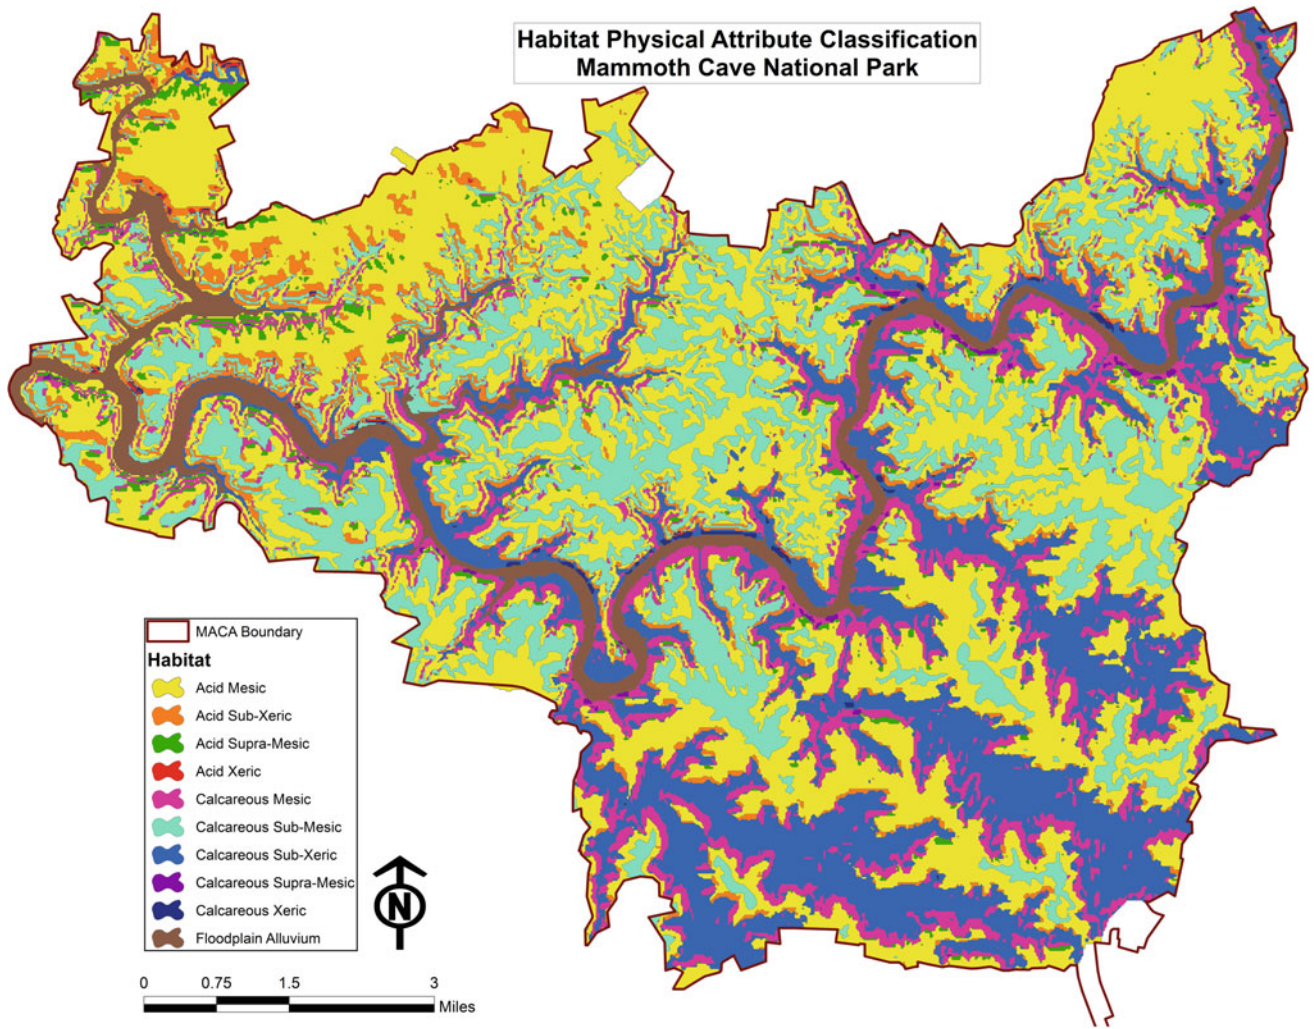 Habitat Physical Attribute Classification
Mammoth Cave National Park
MACA Boundary
Habitat
Acid Mesic
Acid Sub-Xeric
Acid Supra-Mesic
Acid Xeric
Calcareous Mesic
Calcareous Sub-Mesic
Calcareous Sub-Xeric
Calcareous Supra-Mesic
Calcareous Xeric
Floodplain Alluvium
N
0 0.75 1.5 3
Miles